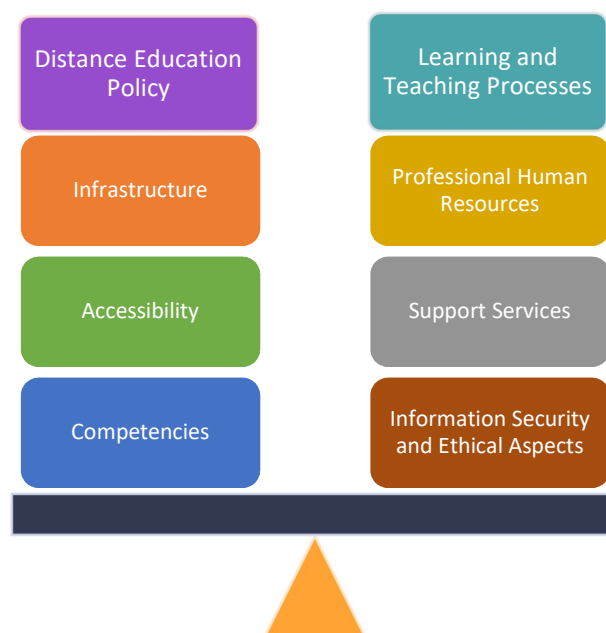 Distance Education
Policy
Learning and
Teaching Processes
Infrastructure
Professional Human
Resources
Accessibility
Support Services
Competencies
Information Security
and Ethical Aspects